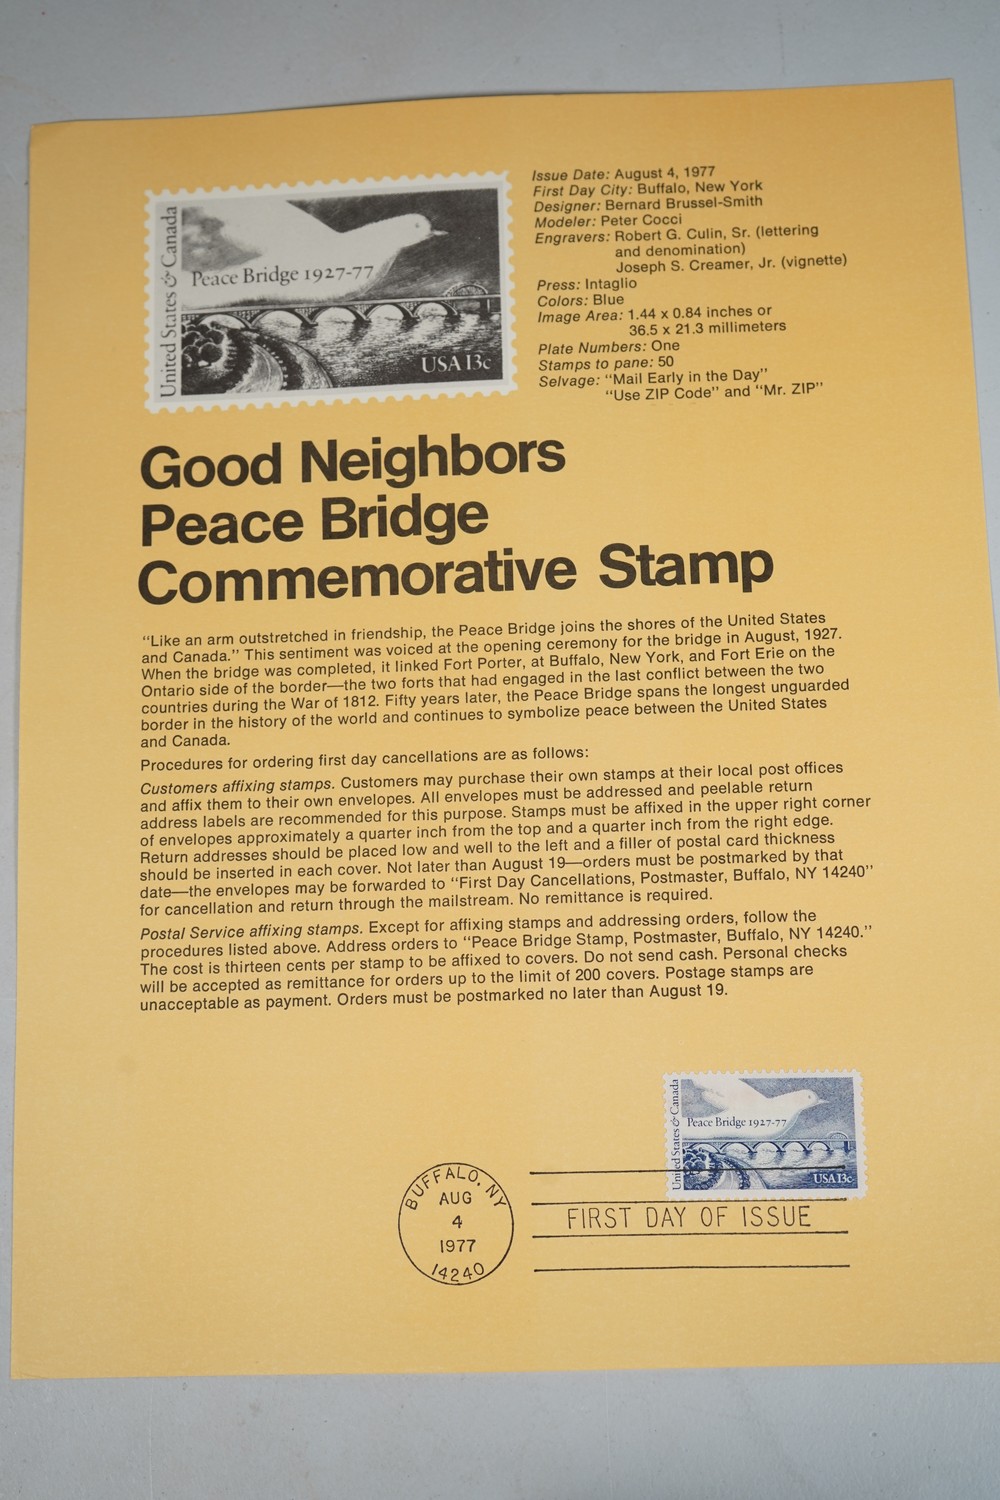 United States & Canada
Peace Bridge 1927-77
USA 13c
Issue Date: August 4, 1977
First Day City: Buffalo, New York
Designer: Bernard Brussel-Smith
Modeler: Peter Cocci
Engravers: Robert G. Culin, Sr. (lettering
and denomination)
Joseph S. Creamer, Jr. (vignette)
Press: Intaglio
Colors: Blue
Image Area: 1.44 x 0.84 inches or
36.5 x 21.3 millimeters
Plate Numbers: One
Stamps to pane: 50
Selvage: "Mail Early in the Day"
"Use ZIP Code" and "Mr. ZIP"
Good Neighbors
Peace Bridge
Commemorative Stamp
"Like an arm outstretched in friendship, the Peace Bridge joins the shores of the United States
and Canada." This sentiment was voiced at the opening ceremony for the bridge in August, 1927.
When the bridge was completed, it linked Fort Porter, at Buffalo, New York, and Fort Erie on the
Ontario side of the border—the two forts that had engaged in the last conflict between the two
countries during the War of 1812. Fifty years later, the Peace Bridge spans the longest unguarded
border in the history of the world and continues to symbolize peace between the United States
and Canada.
Procedures for ordering first day cancellations are as follows:
Customers affixing stamps. Customers may purchase their own stamps at their local post offices
and affix them to their own envelopes. All envelopes must be addressed and peelable return
address labels are recommended for this purpose. Stamps must be affixed in the upper right corner
of envelopes approximately a quarter inch from the top and a quarter inch from the right edge.
Return addresses should be placed low and well to the left and a filler of postal card thickness
should be inserted in each cover. Not later than August 19—orders must be postmarked by that
date—the envelopes may be forwarded to "First Day Cancellations, Postmaster, Buffalo, NY 14240"
for cancellation and return through the mailstream. No remittance is required.
Postal Service affixing stamps. Except for affixing stamps and addressing orders, follow the
procedures listed above. Address orders to "Peace Bridge Stamp, Postmaster, Buffalo, NY 14240."
The cost is thirteen cents per stamp to be affixed to covers. Do not send cash. Personal checks
will be accepted as remittance for orders up to the limit of 200 covers. Postage stamps are
unacceptable as payment. Orders must be postmarked no later than August 19.
United States & Canada
Peace Bridge 1927-77
USA 13c
BUFFALO, NY
AUG
4
1977
14240
FIRST DAY OF ISSUE